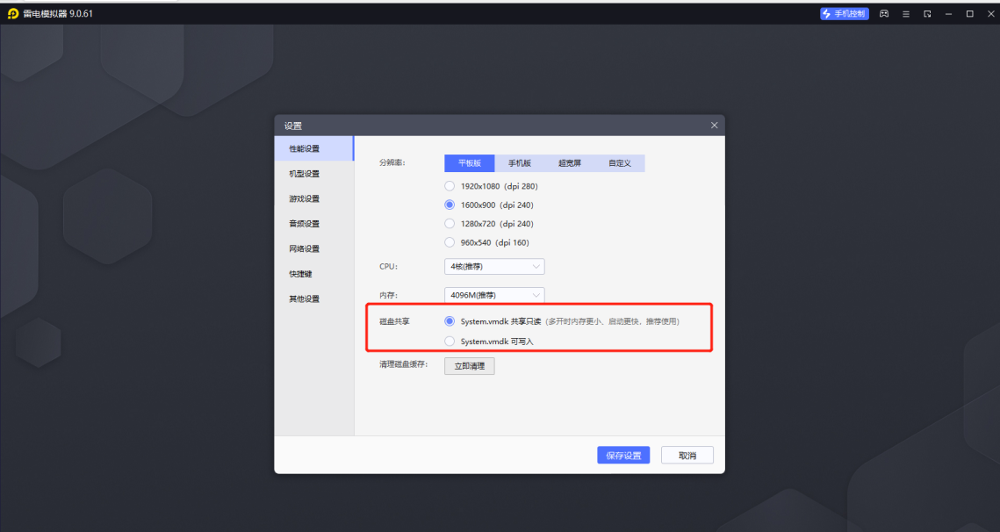 雷电模拟器 9.0.61
手机控制
设置
性能设置
机型设置
游戏设置
音频设置
网络设置
快捷键
其他设置
分辨率:
平板版 手机版 超宽屏 自定义
1920x1080 (dpi 280)
1600x900 (dpi 240)
1280x720 (dpi 240)
960x540 (dpi 160)
CPU: 4核(推荐)
内存: 4096M(推荐)
磁盘共享 System.vmdk 共享只读 (多开时内存更小、启动更快, 推荐使用)
System.vmdk 可写入
清理磁盘缓存: 立即清理
保存设置 取消